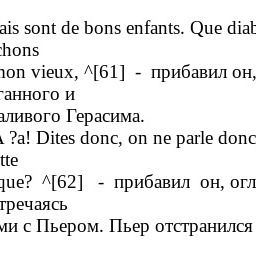 ais sont de bons enfants. Que diab
chons
mon vieux, ^[61] - прибавил он,
ганного и
аливого Герасима.
A ?a! Dites donc, on ne parle donc
tte
que? ^[62] - прибавил он, огл
тречаясь
ми с Пьером. Пьер отстранился